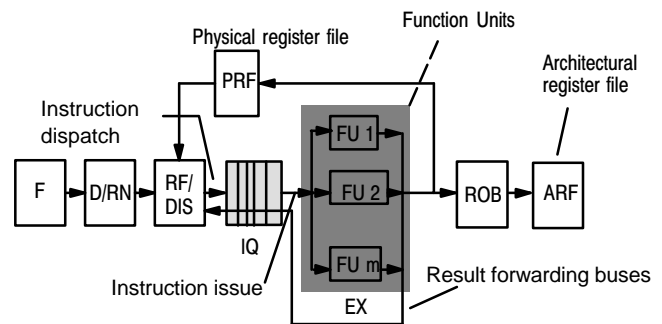 Function Units
Physical register file
Architectural
register file
PRF
Instruction
dispatch
FU 1
F
D/RN
RF/
DIS
FU 2
ROB
ARF
IQ
FU m
Instruction issue
Result forwarding buses
EX